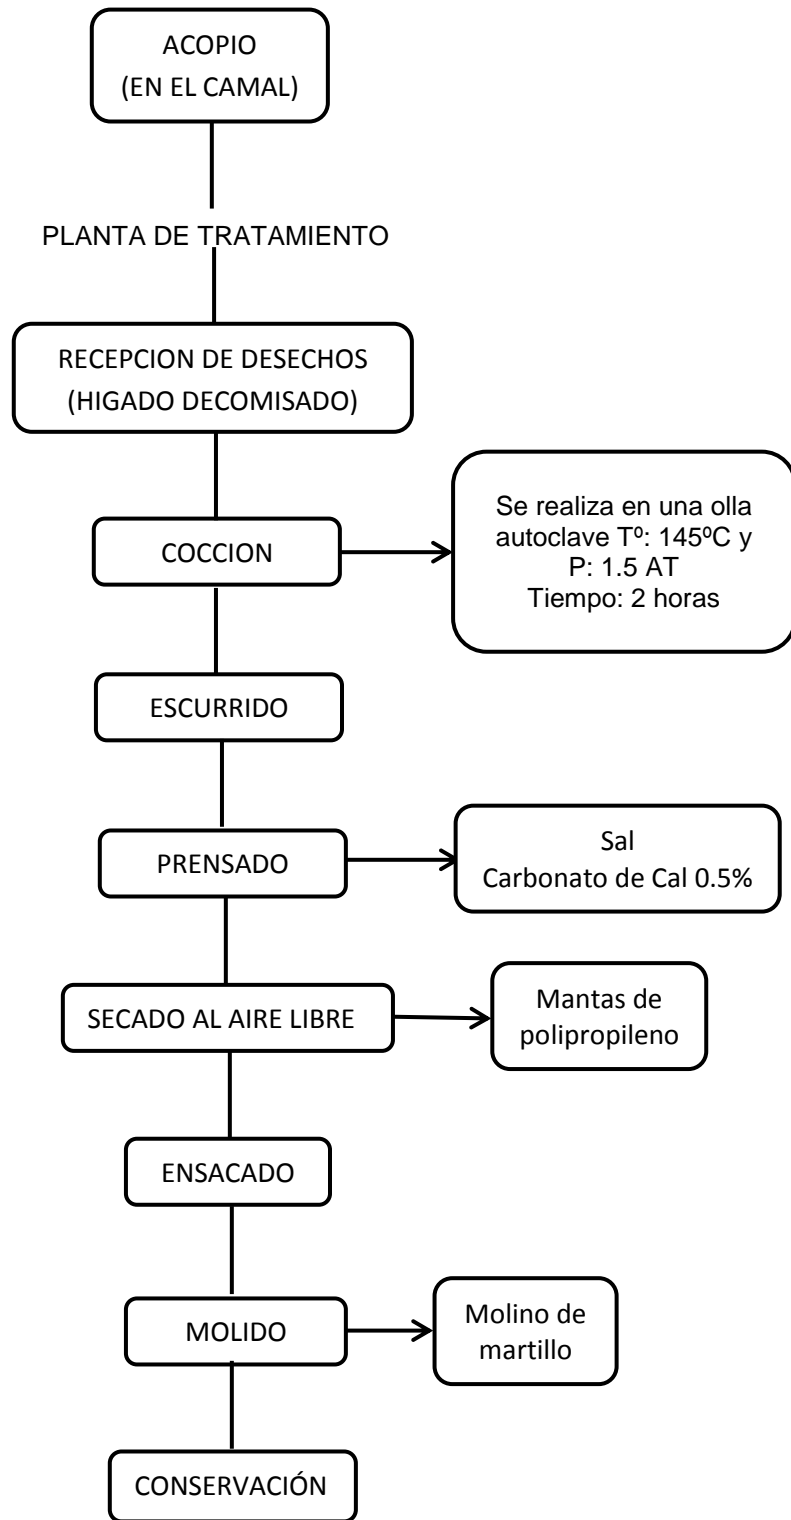 ACOPIO
(EN EL CAMAL)
PLANTA DE TRATAMIENTO
RECEPCION DE DESECHOS
(HIGADO DECOMISADO)
COCCION
Se realiza en una olla
autoclave Tº: 145ºC y
P: 1.5 AT
Tiempo: 2 horas
ESCURRIDO
PRENSADO
Sal
Carbonato de Cal 0.5%
SECADO AL AIRE LIBRE
Mantas de
polipropileno
ENSACADO
MOLIDO
Molino de
martillo
CONSERVACIÓN